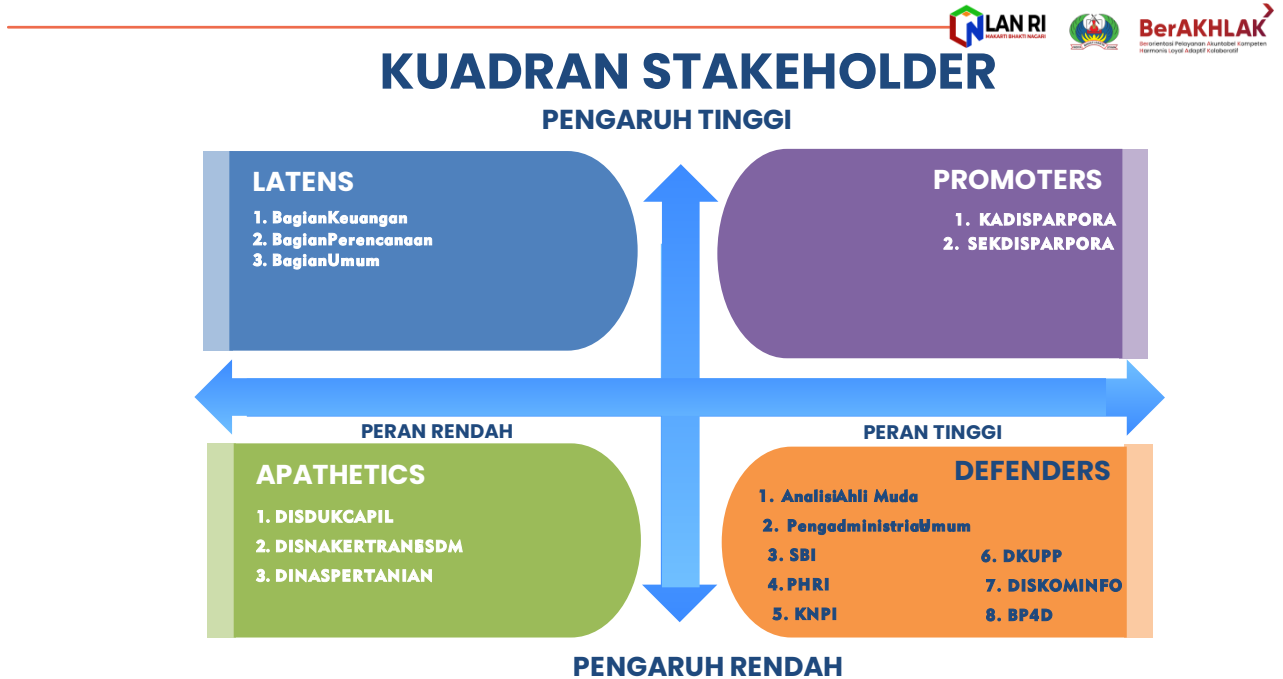 LAN RI
MAKARTI BHAKTI NAGARI
BerAKHLAK
Berorientasi Pelayanan Akuntabel Kompeten
Harmonis Loyal Adaptif Kolaboratif
KUADRAN STAKEHOLDER
PENGARUH TINGGI
LATENS
1. BagianKeuangan
2. BagianPerencanaan
3. BagianUmum
PROMOTERS
1. KADISPARPORA
2. SEKDISPARPORA
PERAN RENDAH
PERAN TINGGI
APATHETICS
1. DISDUKCAPIL
2. DISNAKERTRANESDM
3. DINASPERTANIAN
DEFENDERS
1. AnalisiAhli Muda
2. PengadministriaUmum
3. SBI
4. PHRI
5. KNPI
6. DKUPP
7. DISKOMINFO
8. BP4D
PENGARUH RENDAH